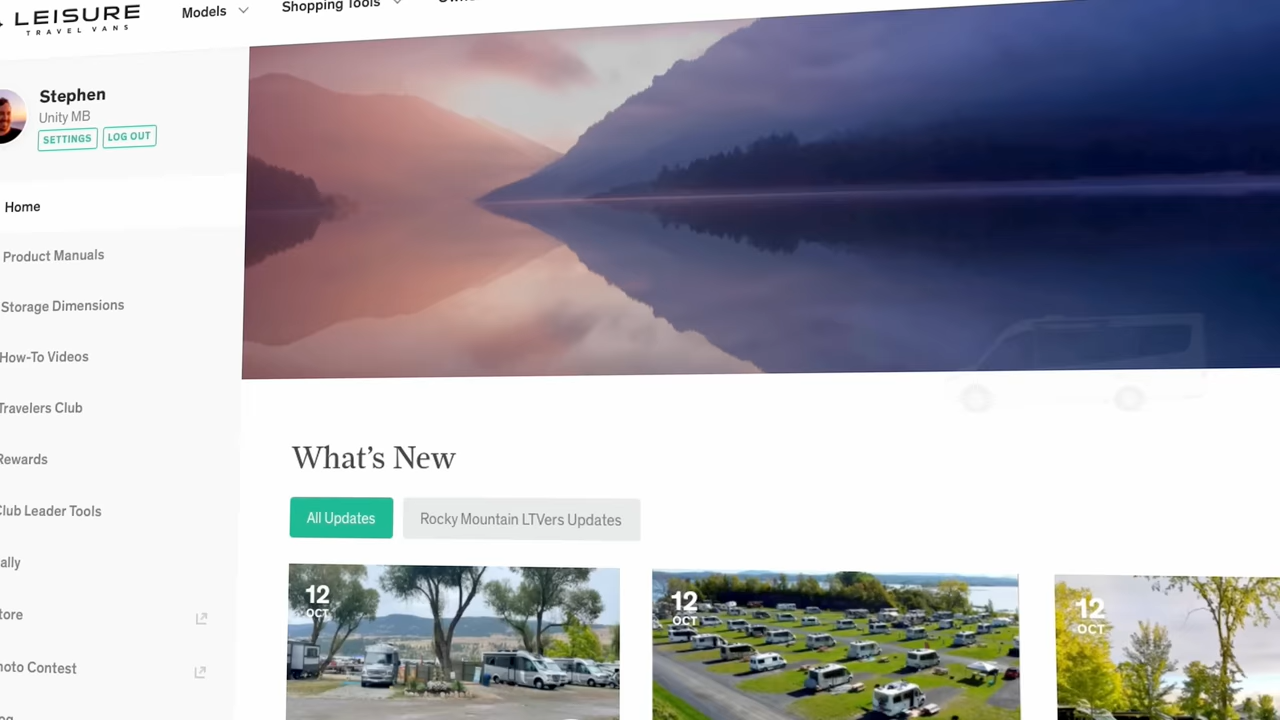 LEISURE
TRAVEL VANS
Models
Shopping Tools
Stephen
Unity MB
SETTINGS
LOG OUT
Home
Product Manuals
Storage Dimensions
How-To Videos
Travelers Club
Rewards
Club Leader Tools
What's New
All Updates
Rocky Mountain LTVers Updates
12
OCT
12
OCT
12
OCT
ally
tore
hoto Contest